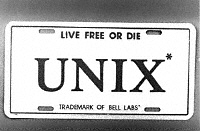 LIVE FREE OR DIE
UNIX*
TRADEMARK OF BELL LABS